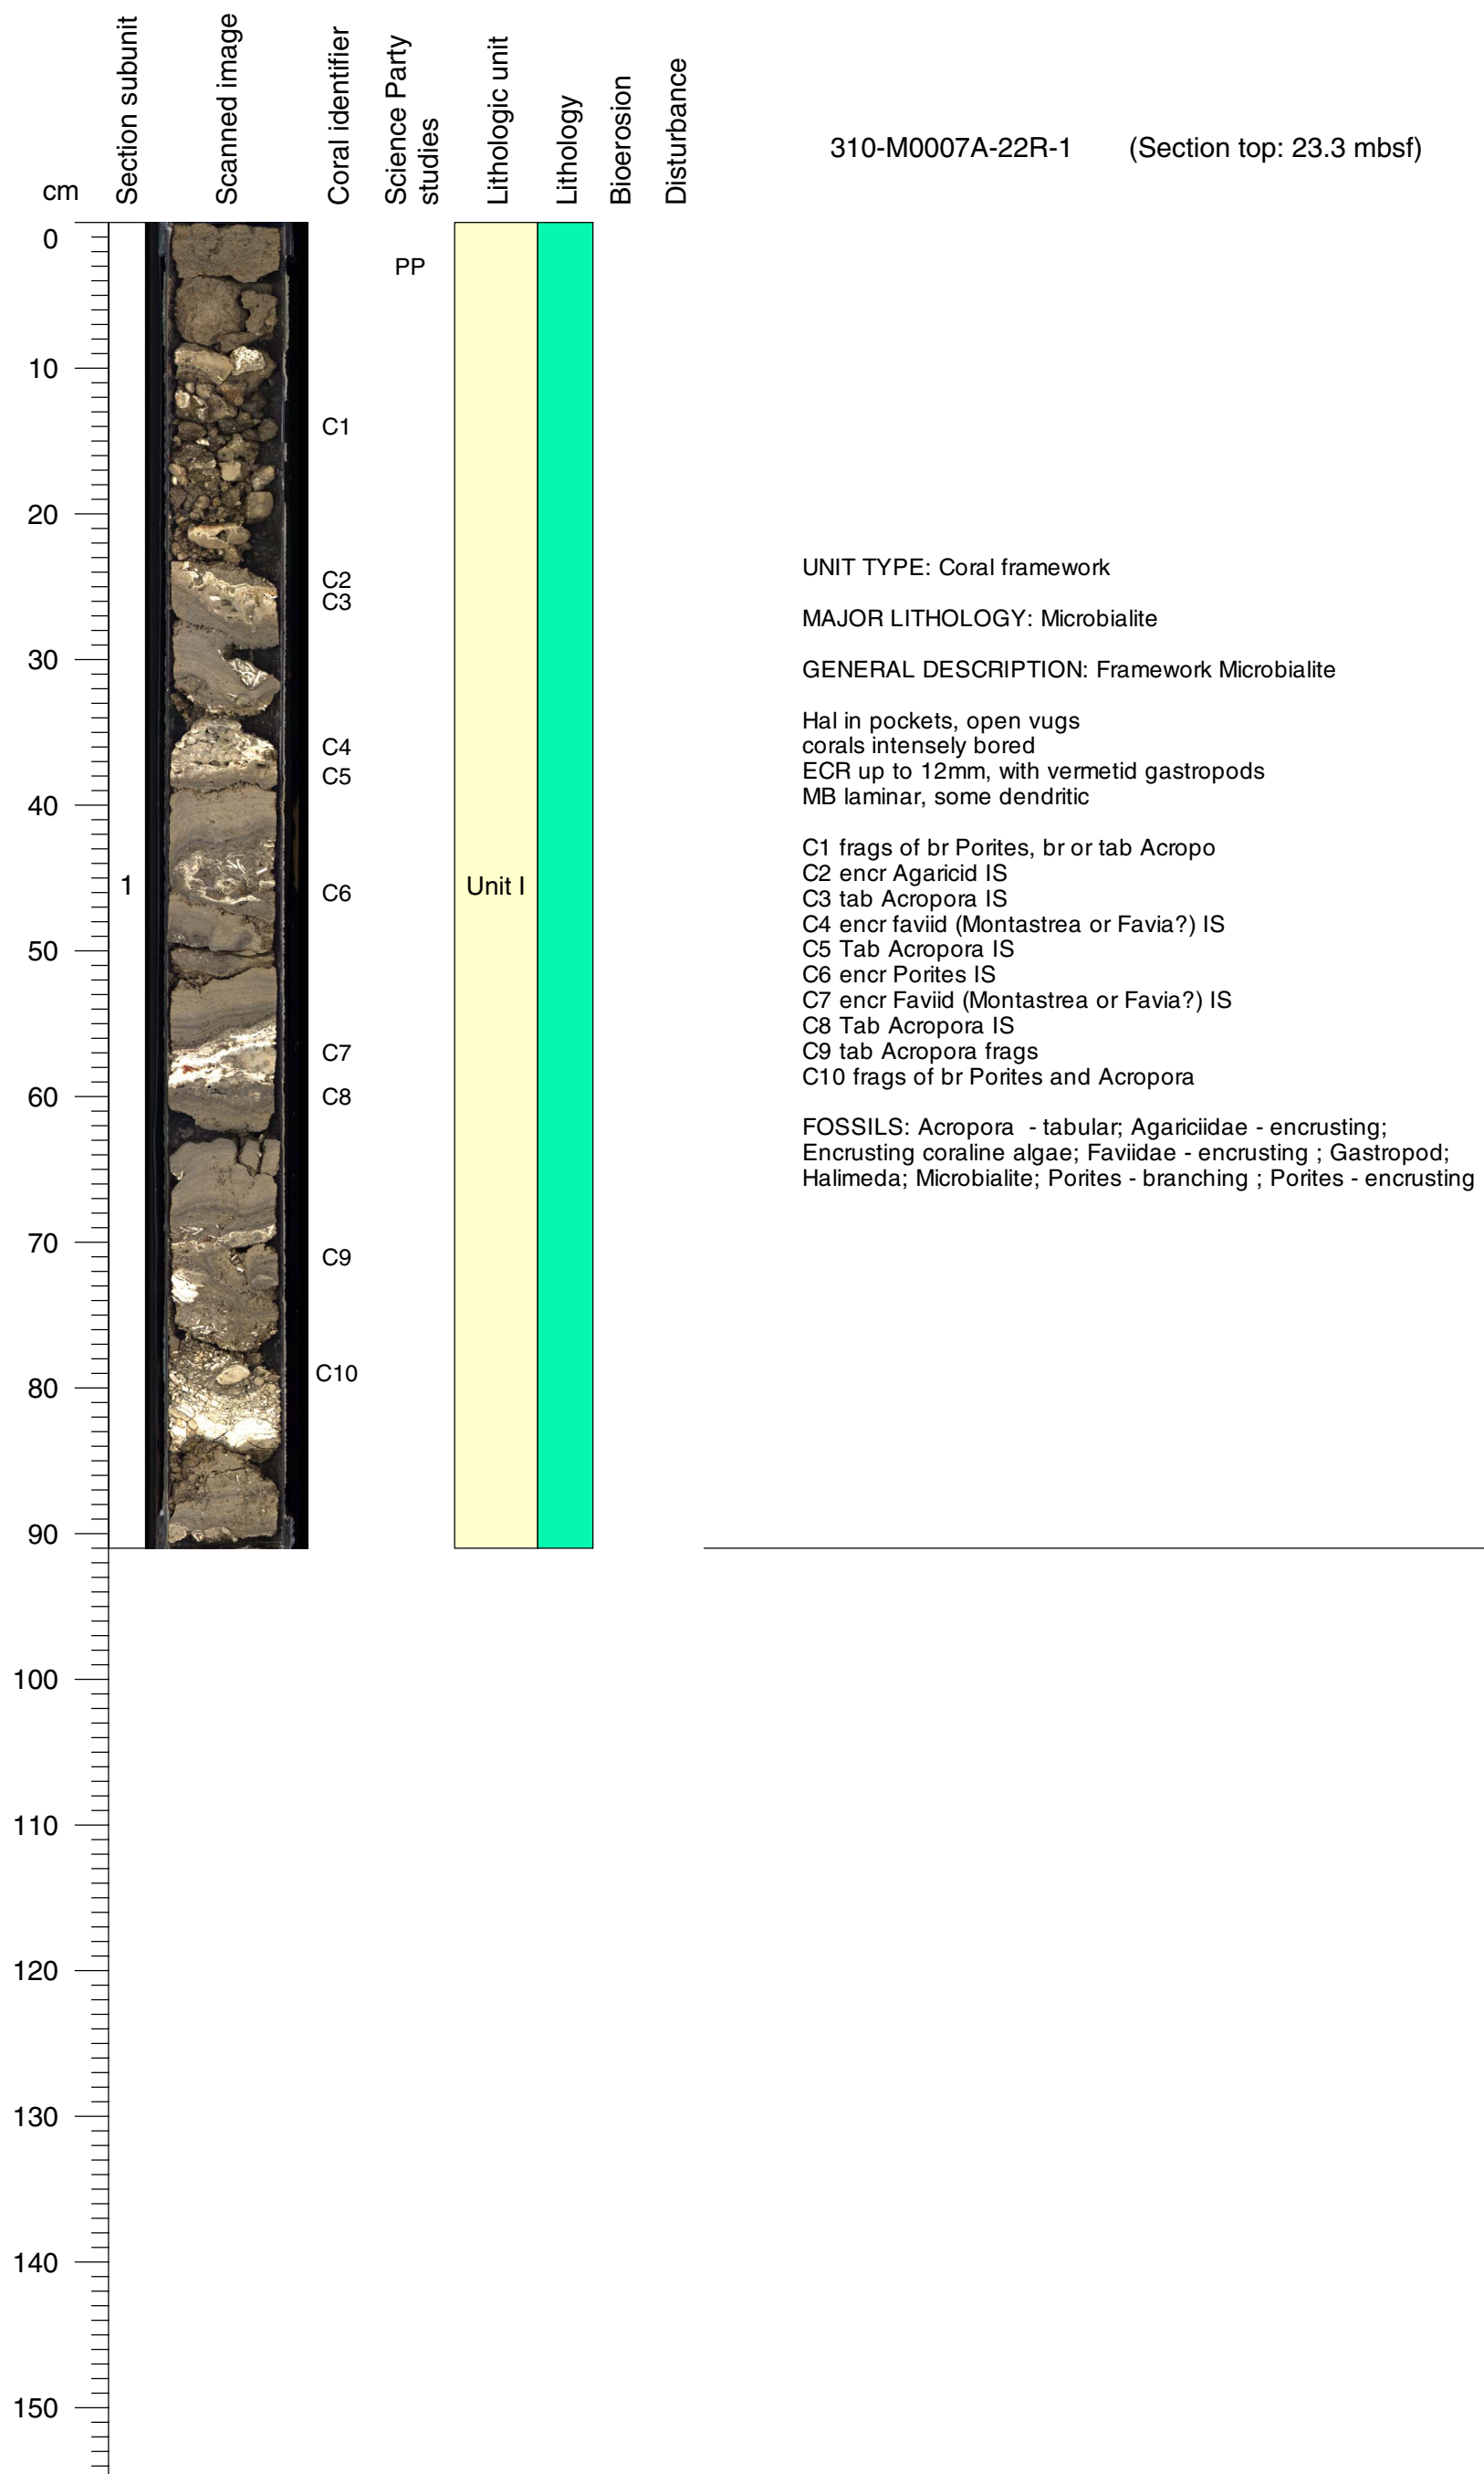 cm
Section subunit
Scanned image
Coral identifier
Science Party
studies
Lithologic unit
Lithology
Bioerosion
Disturbance
310-M0007A-22R-1 (Section top: 23.3 mbsf)
0
PP
10
C1
20
C2
C3
30
C4
C5
40
1
C6
Unit I
50
C7
60
C8
70
C9
C10
80
90
100
110
120
130
140
150
UNIT TYPE: Coral framework
MAJOR LITHOLOGY: Microbialite
GENERAL DESCRIPTION: Framework Microbialite
Hal in pockets, open vugs
corals intensely bored
ECR up to 12mm, with vermetid gastropods
MB laminar, some dendritic
C1 frags of br Porites, br or tab Acropo
C2 encr Agaricid IS
C3 tab Acropora IS
C4 encr faviid (Montastrea or Favia?) IS
C5 Tab Acropora IS
C6 encr Porites IS
C7 encr Faviid (Montastrea or Favia?) IS
C8 Tab Acropora IS
C9 tab Acropora frags
C10 frags of br Porites and Acropora
FOSSILS: Acropora - tabular; Agariciidae - encrusting;
Encrusting coraline algae; Faviidae - encrusting ; Gastropod;
Halimeda; Microbialite; Porites - branching ; Porites - encrusting